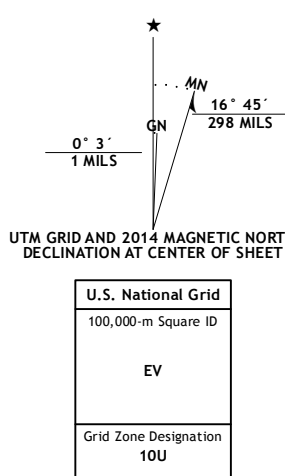 ★
MN
16° 45´
298 MILS
GN
0° 3´
1 MILS
UTM GRID AND 2014 MAGNETIC NORT
DECLINATION AT CENTER OF SHEET
U.S. National Grid
100,000-m Square ID
EV
Grid Zone Designation
10U